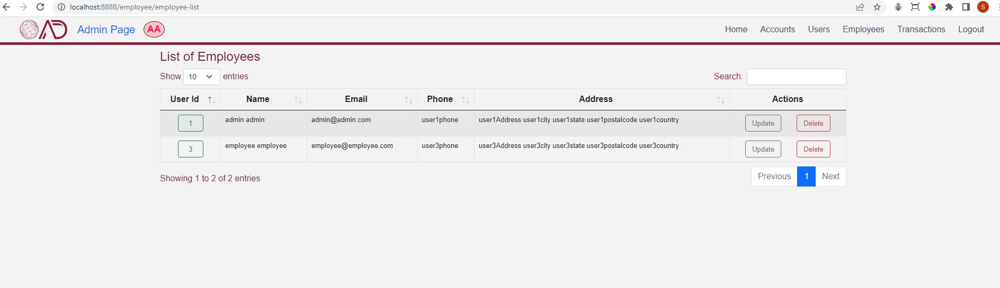 localhost:8888/employee/employee-list S
AD Admin Page AA Home Accounts Users Employees Transactions Logout
List of Employees
Show 10 entries Search:
User Id Name Email Phone Address Actions
1 admin admin admin@admin.com user1phone user1Address user1city user1state user1postalcode user1country Update Delete
3 employee employee employee@employee.com user3phone user3Address user3city user3state user3postalcode user3country Update Delete
Showing 1 to 2 of 2 entries Previous 1 Next